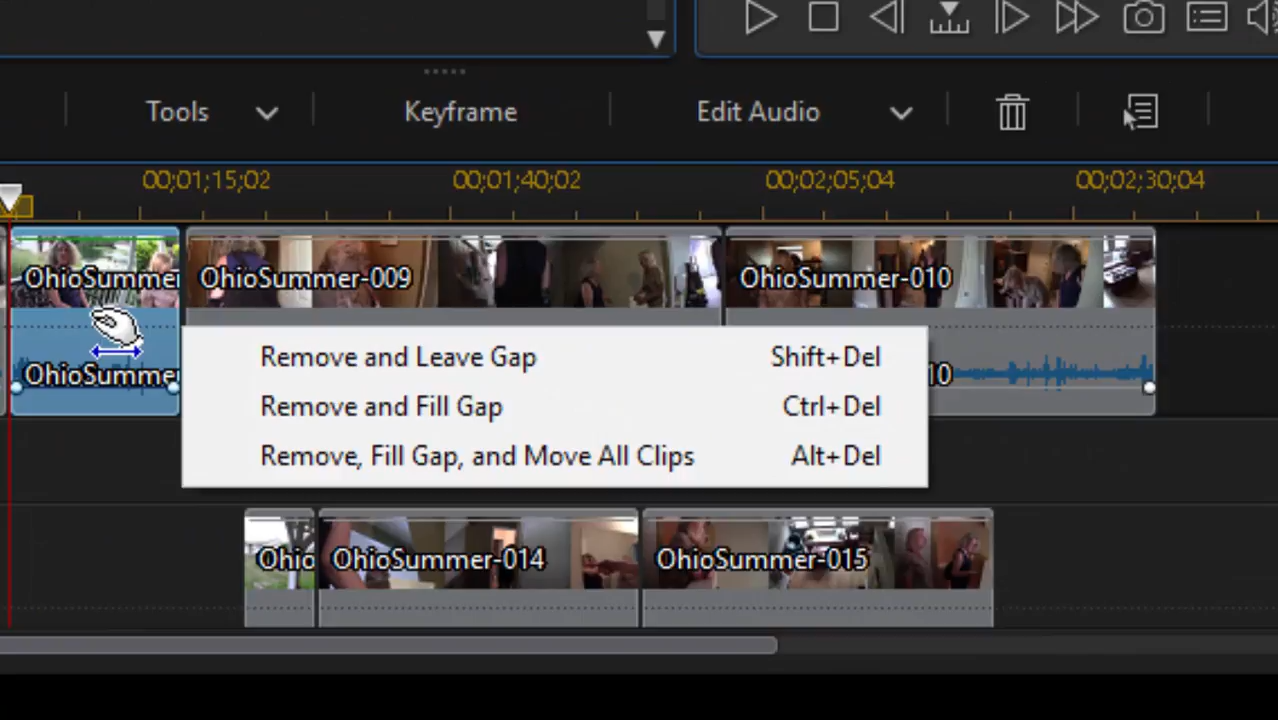 Tools Keyframe Edit Audio
00;01;15;02 00;01;40;02 00;02;05;04 00;02;30;04
OhioSummer OhioSummer-009 OhioSummer-010
OhioSummer 10
Remove and Leave Gap Shift+Del
Remove and Fill Gap Ctrl+Del
Remove, Fill Gap, and Move All Clips Alt+Del
Ohio OhioSummer-014 OhioSummer-015